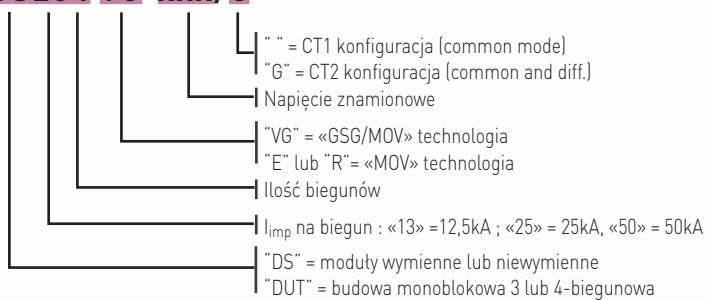 “ ” = CT1 konfiguracja (common mode)
“G” = CT2 konfiguracja (common and diff.)
Napięcie znamionowe
“VG” = «GSG/MOV» technologia
“E” lub “R”= «MOV» technologia
Ilość biegunów
Iimp na biegun : «13» =12,5kA ; «25» = 25kA, «50» = 50kA
“DS” = moduły wymienne lub niewymienne
“DUT” = budowa monoblokowa 3 lub 4-biegunowa